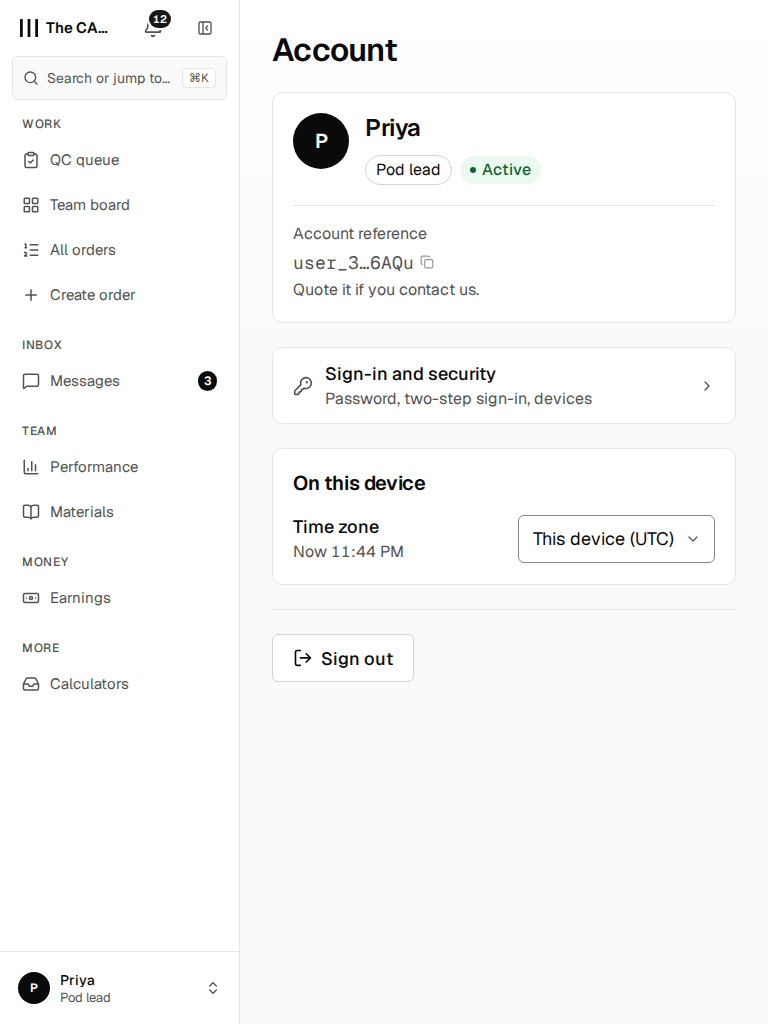 The CA...
12
Search or jump to...
⌘K
WORK
QC queue
Team board
All orders
Create order
INBOX
Messages
3
TEAM
Performance
Materials
MONEY
Earnings
MORE
Calculators
P
Priya
Pod lead
Account
P
Priya
Pod lead
Active
Account reference
user_3…6AQu
Quote it if you contact us.
Sign-in and security
Password, two-step sign-in, devices
On this device
Time zone
Now 11:44 PM
This device (UTC)
Sign out